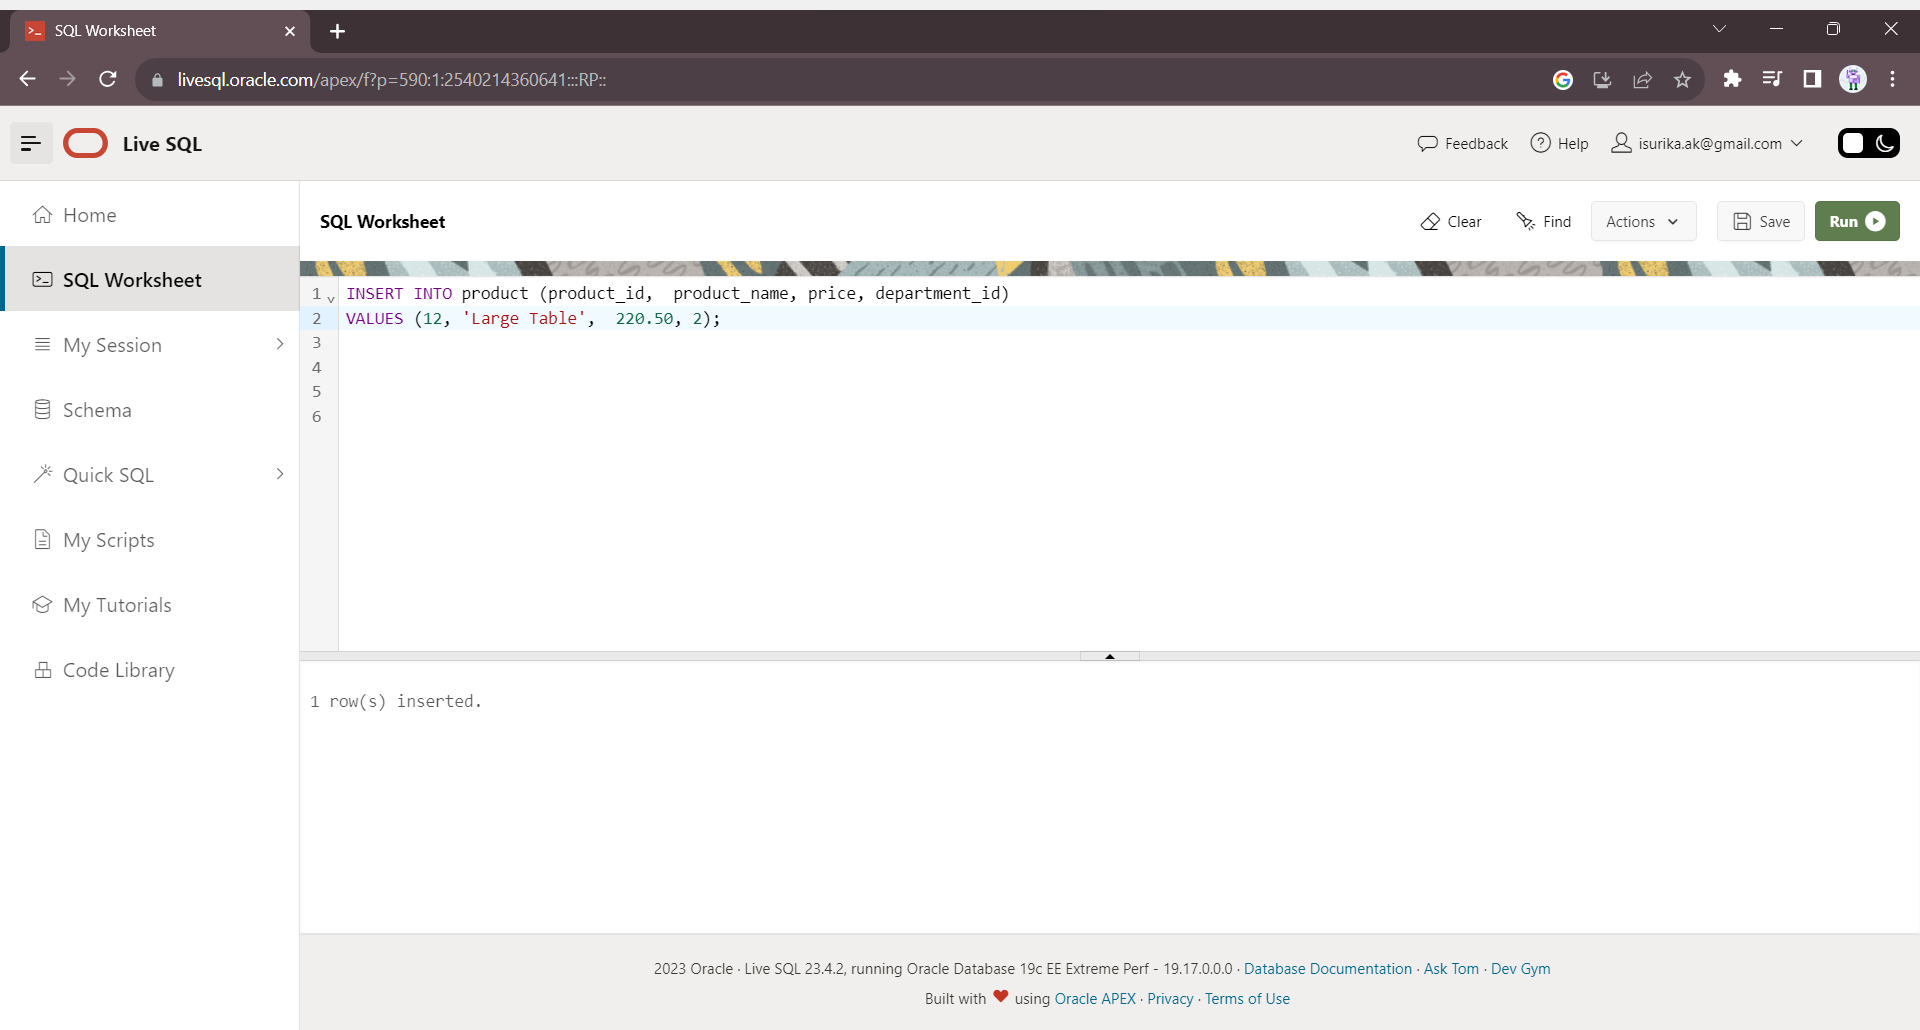 SQL Worksheet
livesql.oracle.com/apex/f?p=590:1:2540214360641:::RP::
Live SQL
Feedback
Help
isurika.ak@gmail.com
Home
SQL Worksheet
My Session
Schema
Quick SQL
My Scripts
My Tutorials
Code Library
SQL Worksheet
Clear
Find
Actions
Save
Run
1 INSERT INTO product (product_id,  product_name, price, department_id)
2 VALUES (12, 'Large Table',  220.50, 2);
3
4
5
6
1 row(s) inserted.
2023 Oracle · Live SQL 23.4.2, running Oracle Database 19c EE Extreme Perf - 19.17.0.0.0 · Database Documentation · Ask Tom · Dev Gym
Built with ❤ using Oracle APEX · Privacy · Terms of Use